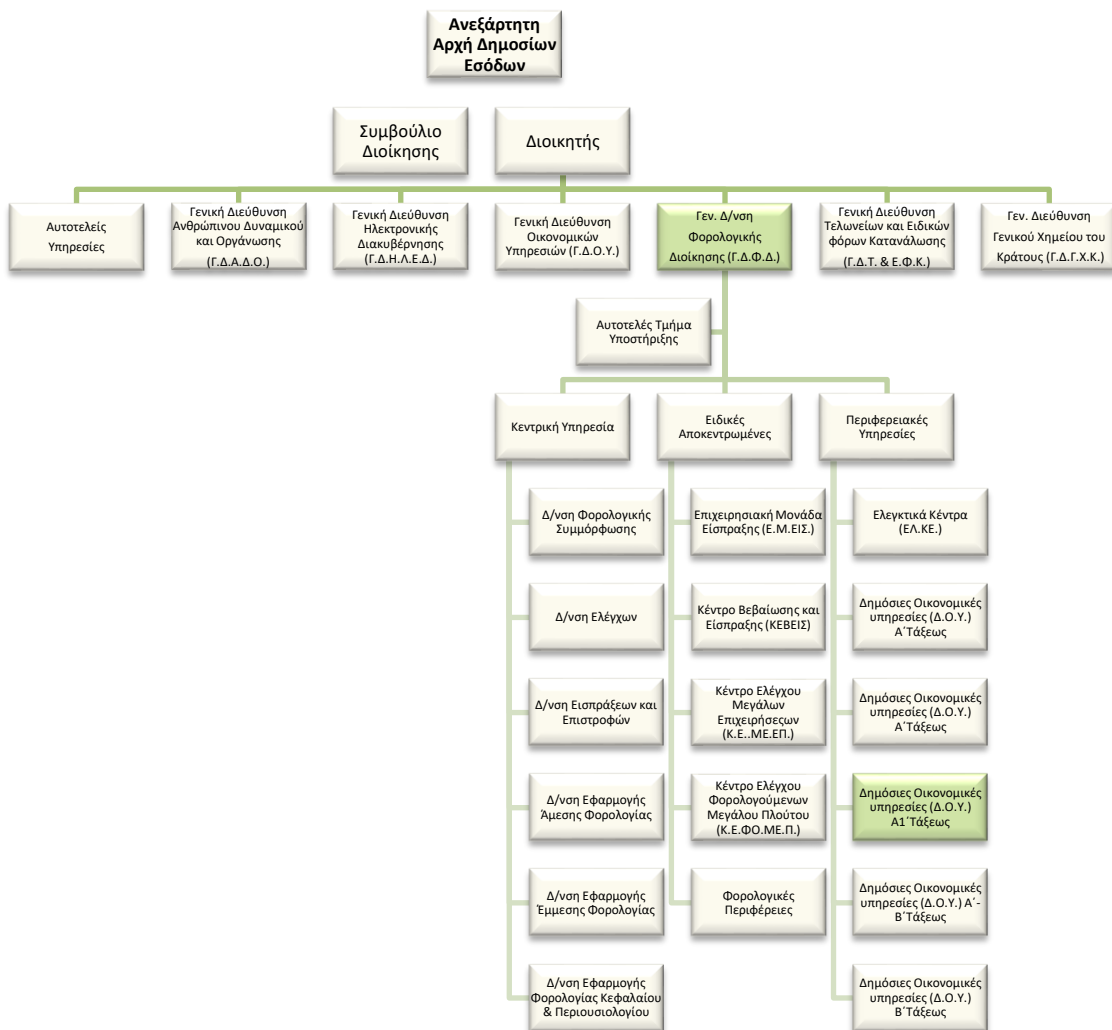 Ανεξάρτητη
Αρχή Δημοσίων
Εσόδων
Συμβούλιο
Διοίκησης
Διοικητής
Αυτοτελείς
Υπηρεσίες
Γενική Διεύθυνση
Ανθρώπινου Δυναμικού
και Οργάνωσης
(Γ.Δ.Α.Δ.Ο.)
Γενική Διεύθυνση
Ηλεκτρονικής
Διακυβέρνησης
(Γ.Δ.Η.Λ.Ε.Δ.)
Γενική Διεύθυνση
Οικονομικών
Υπηρεσιών (Γ.Δ.Ο.Υ.)
Γεν. Δ/νση
Φορολογικής
Διοίκησης (Γ.Δ.Φ.Δ.)
Γενική Διεύθυνση
Τελωνείων και Ειδικών
φόρων Κατανάλωσης
(Γ.Δ.Τ. & Ε.Φ.Κ.)
Γεν. Διεύθυνση
Γενικού Χημείου του
Κράτους (Γ.Δ.Γ.Χ.Κ.)
Αυτοτελές Τμήμα
Υποστήριξης
Κεντρική Υπηρεσία
Ειδικές
Αποκεντρωμένες
Περιφερειακές
Υπηρεσίες
Δ/νση Φορολογικής
Συμμόρφωσης
Δ/νση Ελέγχων
Δ/νση Εισπράξεων και
Επιστροφών
Δ/νση Εφαρμογής
Άμεσης Φορολογίας
Δ/νση Εφαρμογής
Έμμεσης Φορολογίας
Δ/νση Εφαρμογής
Φορολογίας Κεφαλαίου
& Περιουσιολογίου
Επιχειρησιακή Μονάδα
Είσπραξης (Ε.Μ.ΕΙΣ.)
Κέντρο Βεβαίωσης και
Είσπραξης (ΚΕΒΕΙΣ)
Κέντρο Ελέγχου
Μεγάλων
Επιχειρήσεςων
(Κ.Ε..ΜΕ.ΕΠ.)
Κέντρο Ελέγχου
Φορολογούμενων
Μεγάλου Πλούτου
(Κ.Ε.ΦΟ.ΜΕ.Π.)
Φορολογικές
Περιφέρειες
Ελεγκτικά Κέντρα
(ΕΛ.ΚΕ.)
Δημόσιες Οικονομικές
υπηρεσίες (Δ.Ο.Υ.)
Α΄Τάξεως
Δημόσιες Οικονομικές
υπηρεσίες (Δ.Ο.Υ.)
Α΄Τάξεως
Δημόσιες Οικονομικές
υπηρεσίες (Δ.Ο.Υ.)
Α1΄Τάξεως
Δημόσιες Οικονομικές
υπηρεσίες (Δ.Ο.Υ.) Α΄-
Β΄Τάξεως
Δημόσιες Οικονομικές
υπηρεσίες (Δ.Ο.Υ.)
Β΄Τάξεως